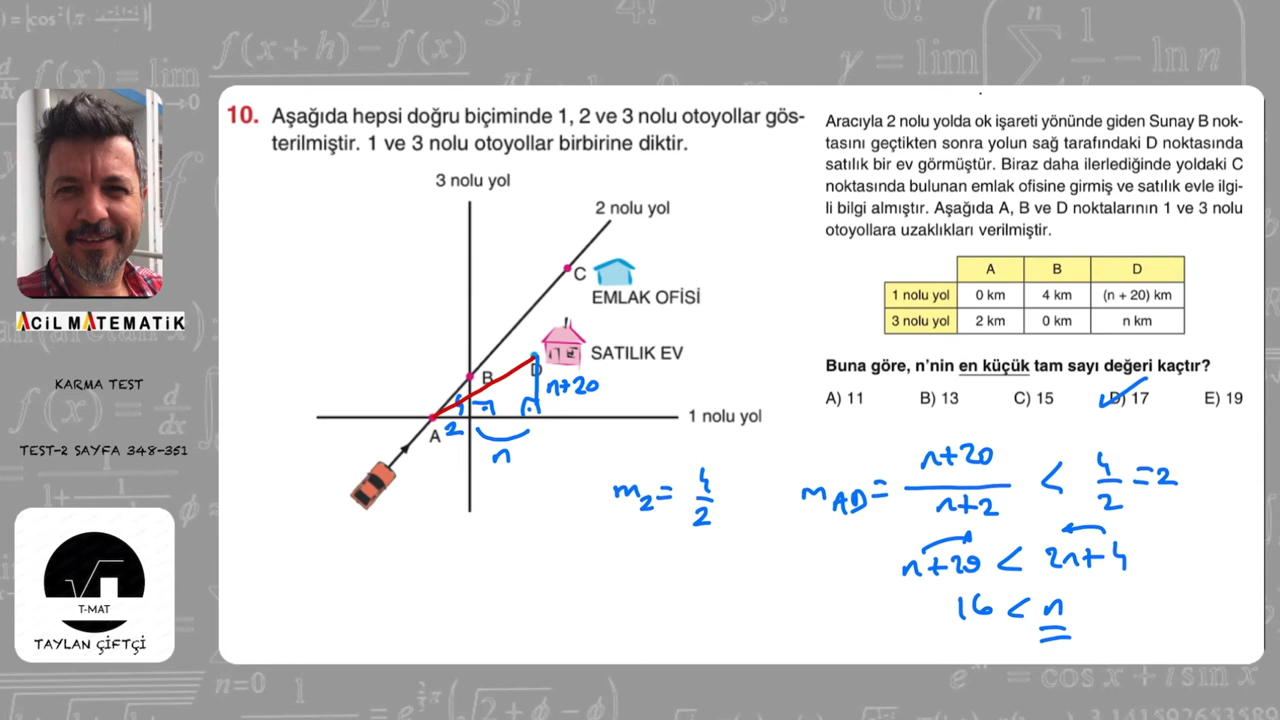 10. Aşağıda hepsi doğru biçiminde 1, 2 ve 3 nolu otoyollar gös-
terilmiştir. 1 ve 3 nolu otoyollar birbirine diktir.
3 nolu yol
2 nolu yol
C
EMLAK OFİSİ
SATILIK EV
B
D
n+20
1 nolu yol
A
4
2
n
m2 = 4/2
Aracıyla 2 nolu yolda ok işareti yönünde giden Sunay B nok-
tasını geçtikten sonra yolun sağ tarafındaki D noktasında
satılık bir ev görmüştür. Biraz daha ilerlediğinde yoldaki C
noktasında bulunan emlak ofisine girmiş ve satılık evle ilgi-
li bilgi almıştır. Aşağıda A, B ve D noktalarının 1 ve 3 nolu
otoyollara uzaklıkları verilmiştir.
A B D
1 nolu yol 0 km 4 km (n + 20) km
3 nolu yol 2 km 0 km n km
Buna göre, n’nin en küçük tam sayı değeri kaçtır?
A) 11 B) 13 C) 15 D) 17 E) 19
mAD = n+20/n+2 < 4/2 = 2
n+20 < 2n+4
16 < n
ACiL MATEMATiK
KARMA TEST
TEST-2 SAYFA 348-351
T-MAT
TAYLAN ÇİFTÇİ